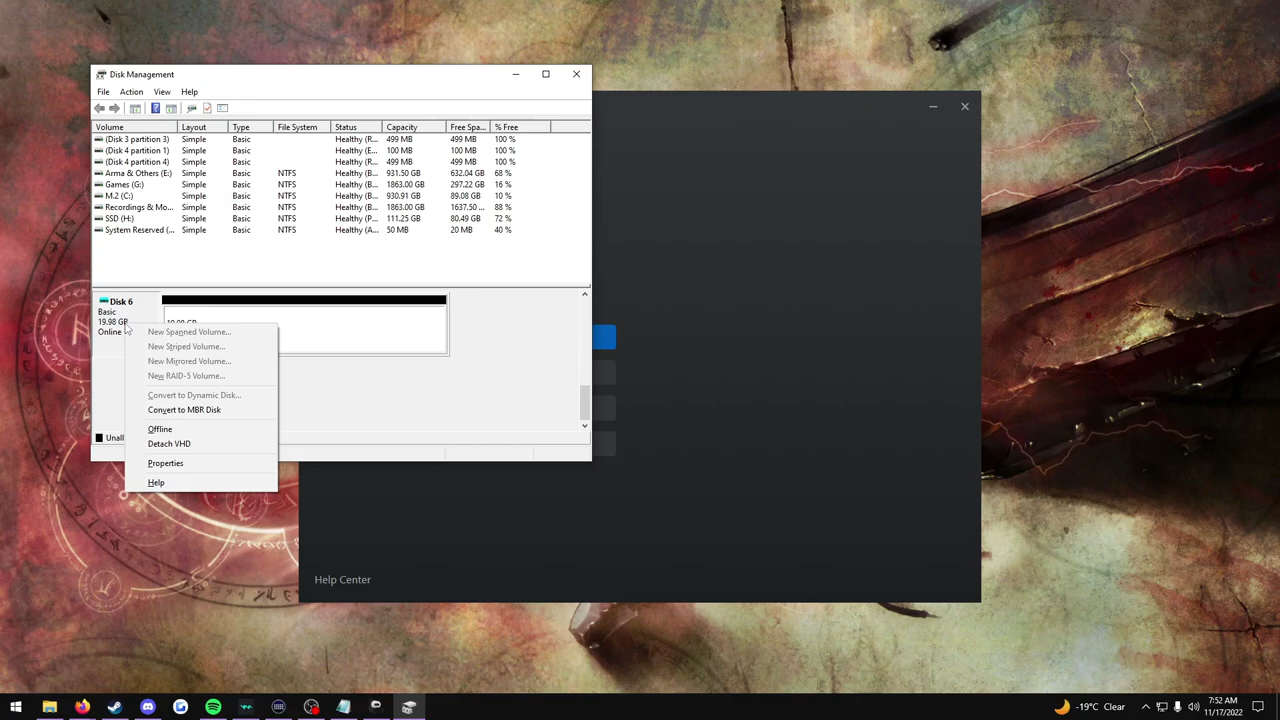 Disk Management
File Action View Help
Volume Layout Type File System Status Capacity Free Spa... % Free
(Disk 3 partition 3) Simple Basic Healthy (R... 499 MB 499 MB 100 %
(Disk 4 partition 1) Simple Basic Healthy (E... 100 MB 100 MB 100 %
(Disk 4 partition 4) Simple Basic Healthy (R... 499 MB 499 MB 100 %
Arma & Others (E:) Simple Basic NTFS Healthy (B... 931.50 GB 632.04 GB 68 %
Games (G:) Simple Basic NTFS Healthy (B... 1863.00 GB 297.22 GB 16 %
M.2 (C:) Simple Basic NTFS Healthy (B... 930.91 GB 89.08 GB 10 %
Recordings & Mo... Simple Basic NTFS Healthy (B... 1863.00 GB 1637.50 ... 88 %
SSD (H:) Simple Basic NTFS Healthy (B... 111.25 GB 80.49 GB 72 %
System Reserved (... Simple Basic NTFS Healthy (A... 50 MB 20 MB 40 %
Disk 6
Basic
19.98 GB
Online
New Spanned Volume...
New Striped Volume...
New Mirrored Volume...
New RAID-5 Volume...
Convert to Dynamic Disk...
Convert to MBR Disk
Offline
Detach VHD
Properties
Help
Unall
Help Center
-19°C Clear
7:52 AM
11/17/2022